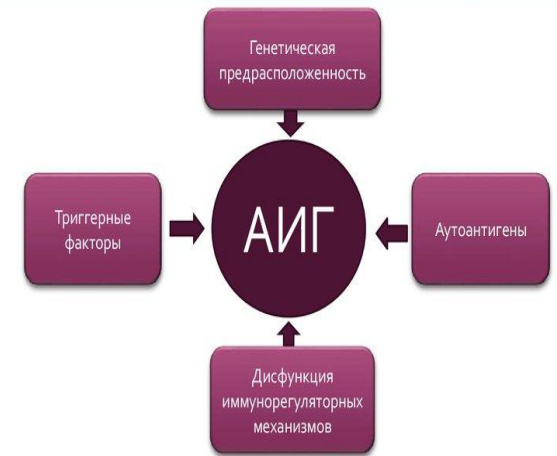 Генетическая
предрасположенность
Триггерные
факторы
АИГ
Аутоантигены
Дисфункция
иммунорегуляторных
механизмов